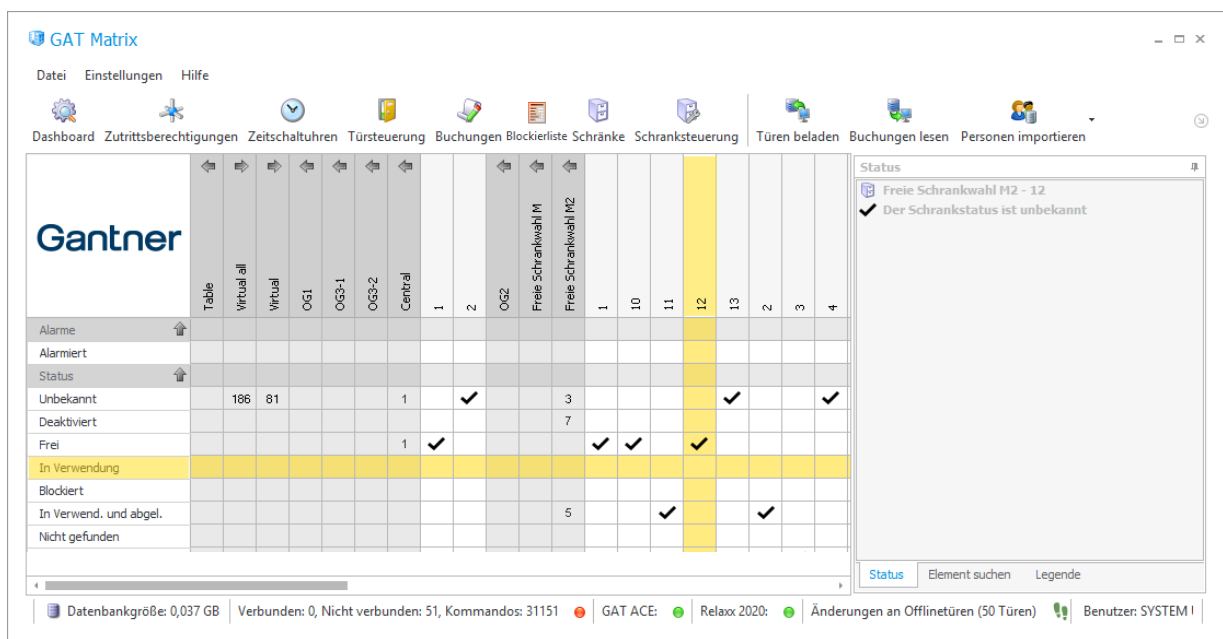 GAT Matrix
Datei Einstellungen Hilfe
Dashboard Zutrittsberechtigungen Zeitschaltuhren Türsteuerung Buchungen Blockierliste Schränke Schranksteuerung Türen beladen Buchungen lesen Personen importieren
Gantner
Table Virtual all Virtual OG1 OG3-1 OG3-2 Central 1 2 OG2 Freie Schrankwahl M Freie Schrankwahl M2 1 10 11 12 13 2 3 4
Alarme
Alarmiert
Status
Unbekannt 186 81 1 3
Deaktiviert 7
Frei 1
In Verwendung
Blockiert
In Verwend. und abgel. 5
Nicht gefunden
Status
Freie Schrankwahl M2 - 12
Der Schrankstatus ist unbekannt
Status Element suchen Legende
Datenbankgröße: 0,037 GB Verbunden: 0, Nicht verbunden: 51, Kommandos: 31151 GAT ACE: Relaxx 2020: Änderungen an Offlinetüren (50 Türen) Benutzer: SYSTEM